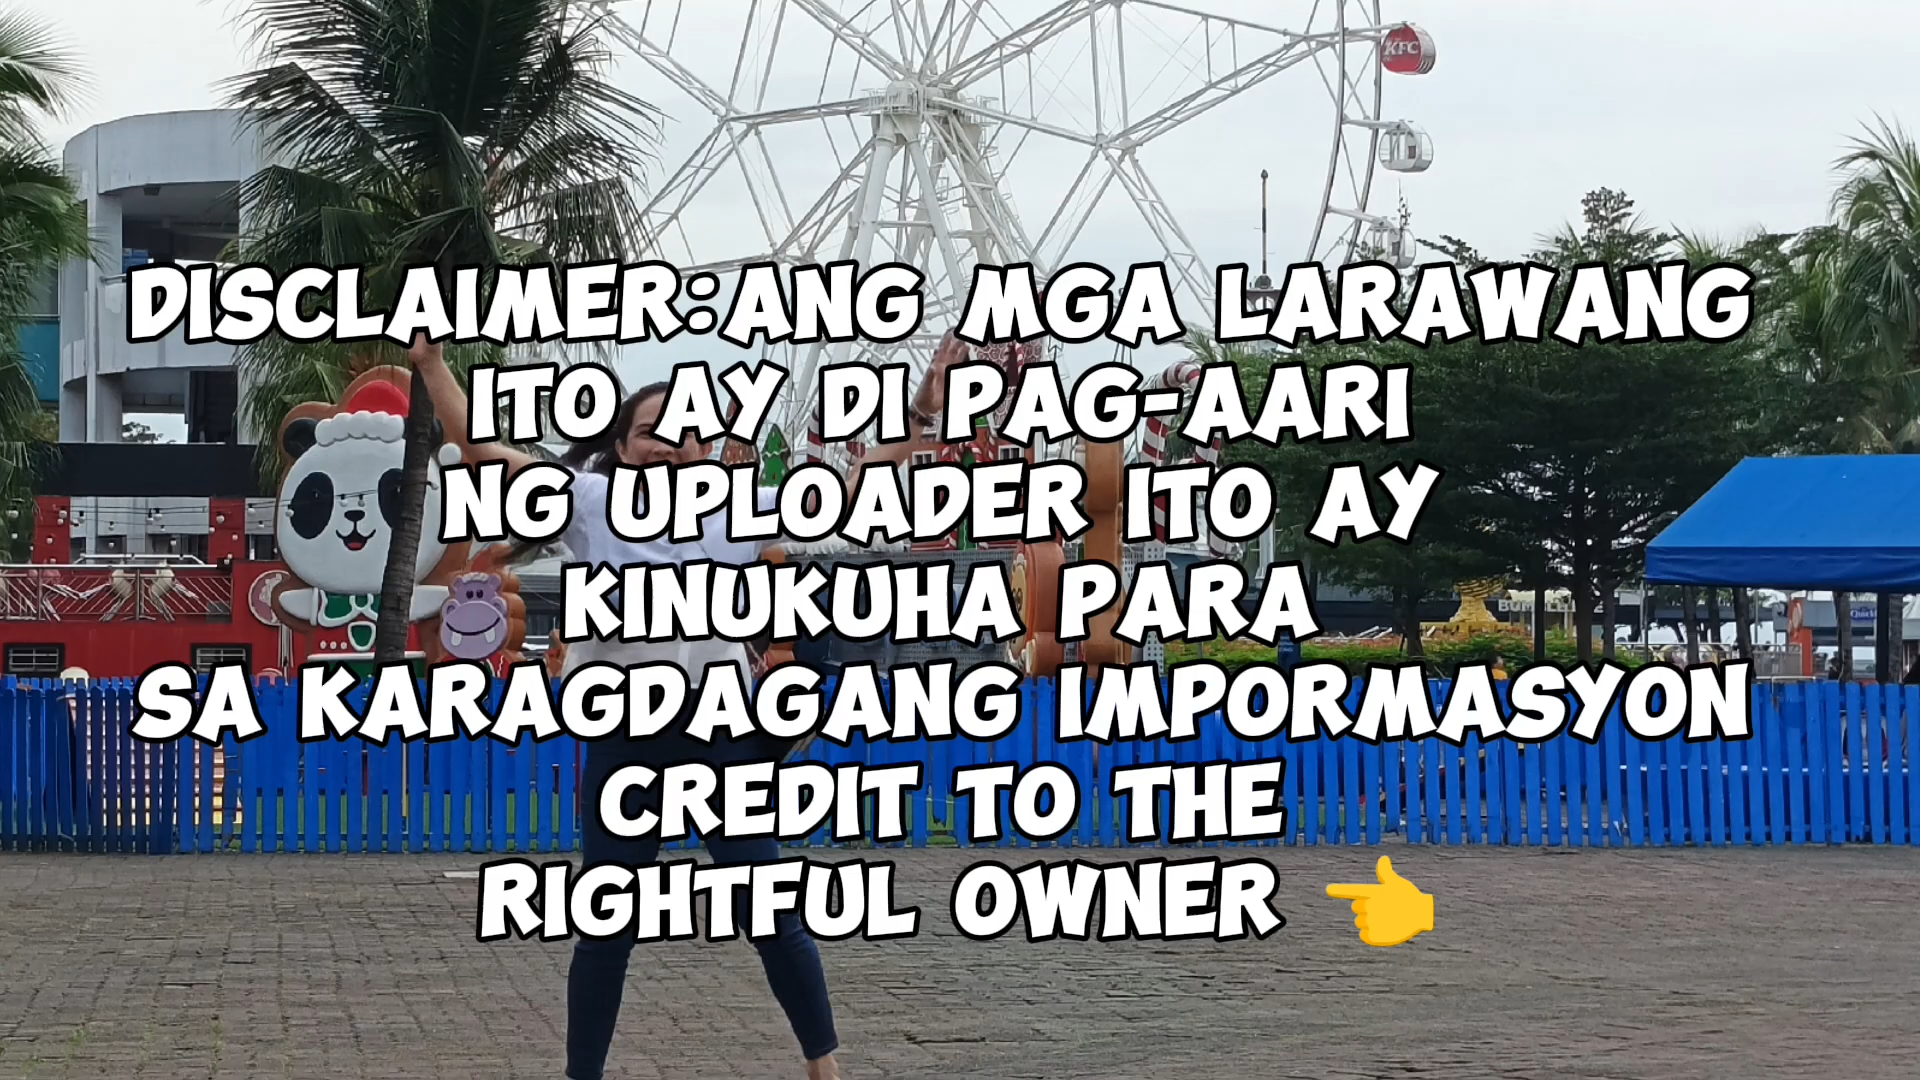 KFC
DISCLAIMER:ANG MGA LARAWANG
ITO AY DI PAG-AARI
NG UPLOADER ITO AY
KINUKUHA PARA
SA KARAGDAGANG IMPORMASYON
CREDIT TO THE
RIGHTFUL OWNER 👈